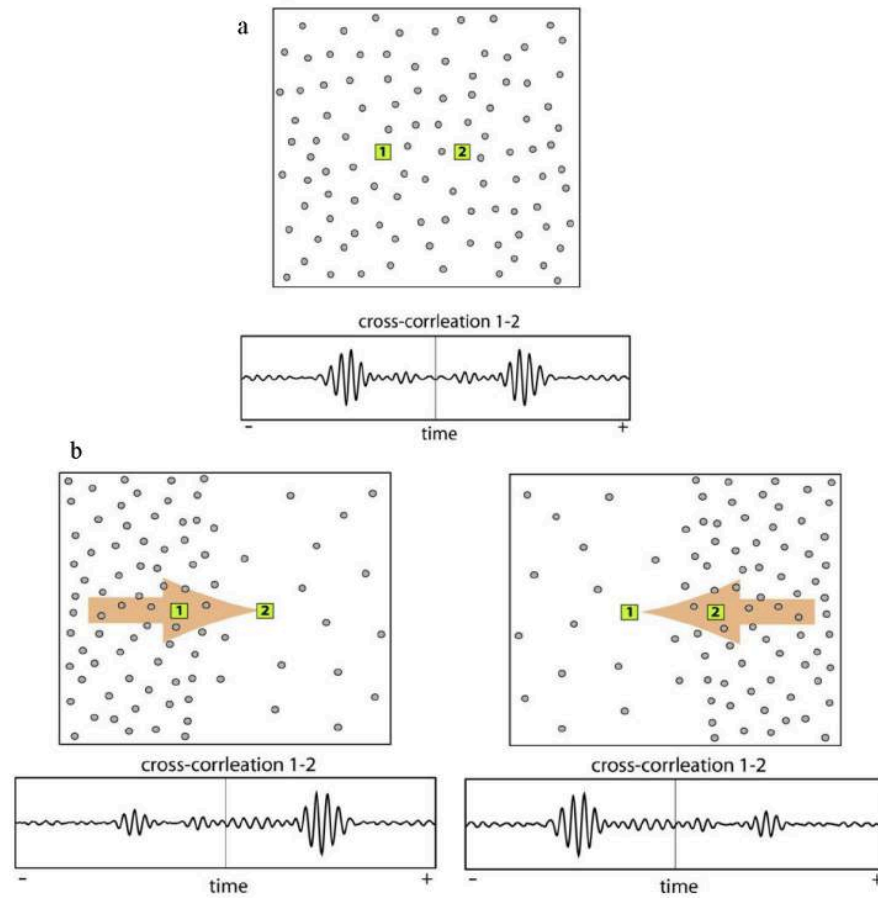 a
1 2
cross-corrleation 1-2
- time +
b
1 2
1 2
cross-corrleation 1-2
- time +
cross-corrleation 1-2
- time +